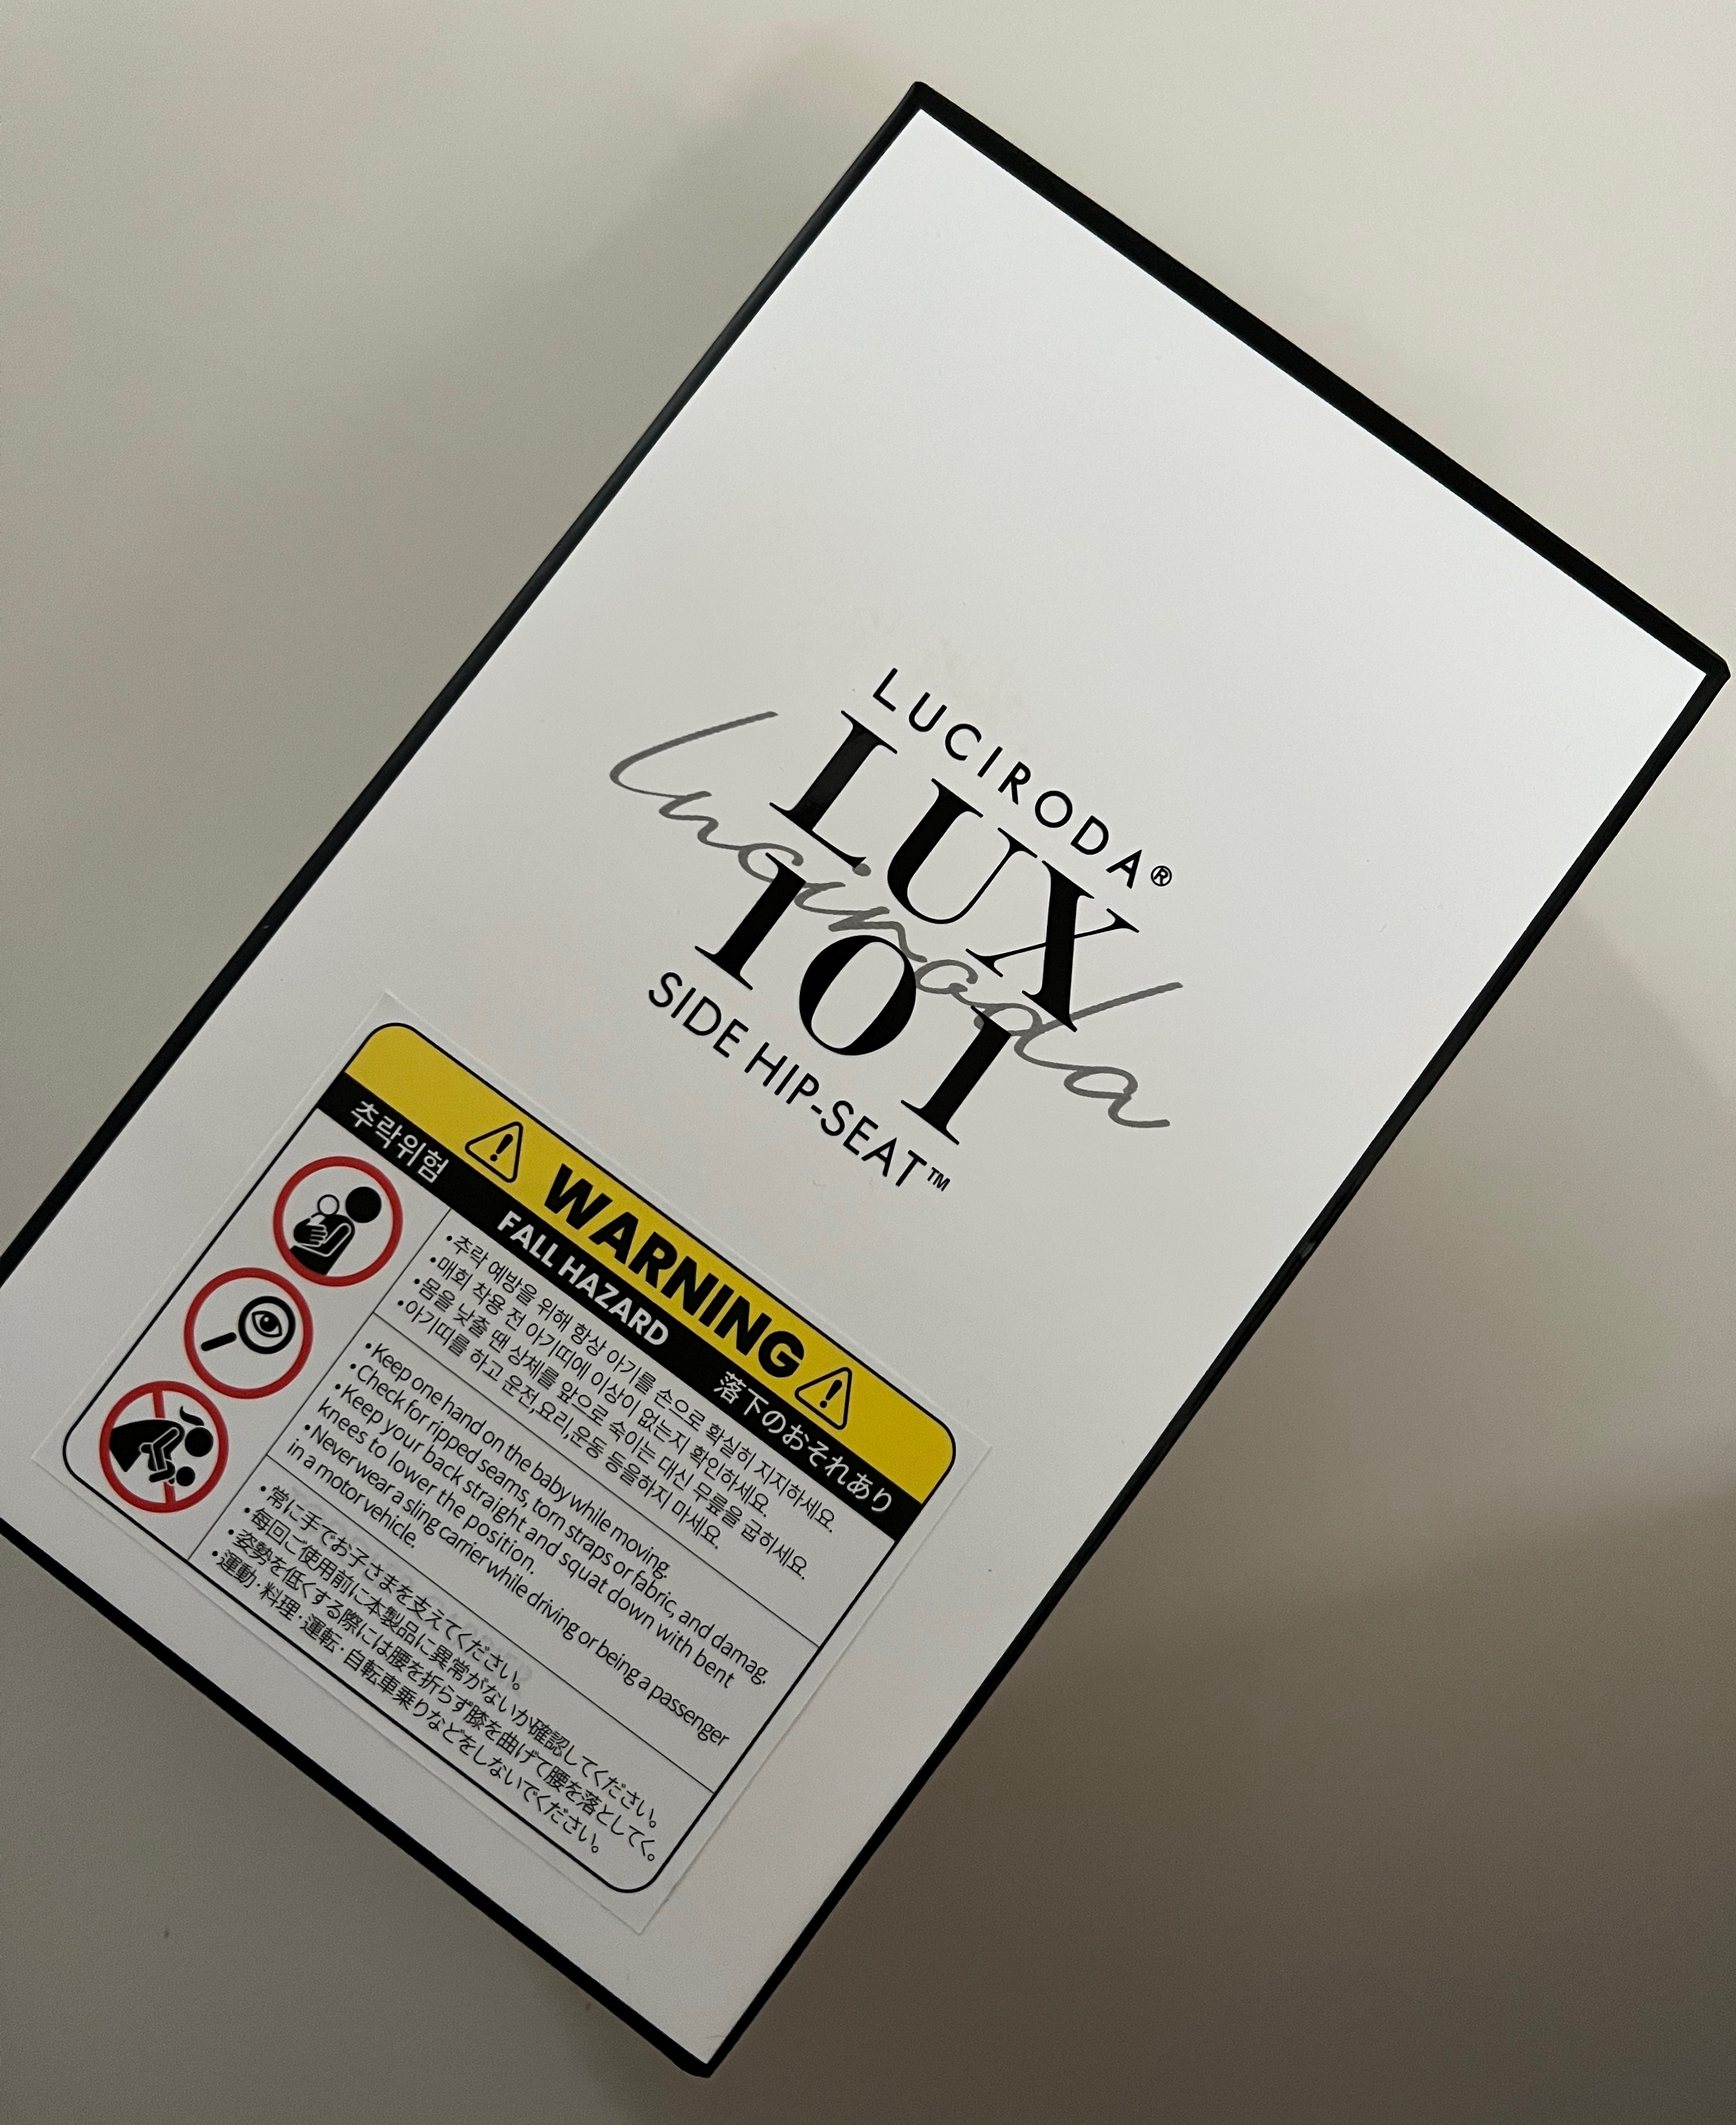 LUCIRODA®
LUX
Luciroda
101
SIDE HIP-SEAT™
WARNING
추락위험 FALL HAZARD 落下のおそれあり
•추락 예방을 위해 항상 아기를 손으로 확실히 지지하세요.
•매회 착용 전 아기띠에 이상이 없는지 확인하세요.
•몸을 낮출 땐 상체를 앞으로 숙이는 대신 무릎을 굽히세요.
•아기띠를 하고 운전,요리,운동 등을하지 마세요.
•Keep one hand on the baby while moving.
•Check for ripped seams, torn straps or fabric, and damag.
•Keep your back straight and squat down with bent
knees to lower the position.
•Never wear a sling carrier while driving or being a passenger
in a motor vehicle.
•常に手でお子さまを支えてください。
•毎回ご使用前に本製品に異常がないか確認してください。
•姿勢を低くする際には腰を折らず膝を曲げて腰を落としてく。
•運動·料理·運転·自転車乗りなどをしないでください。